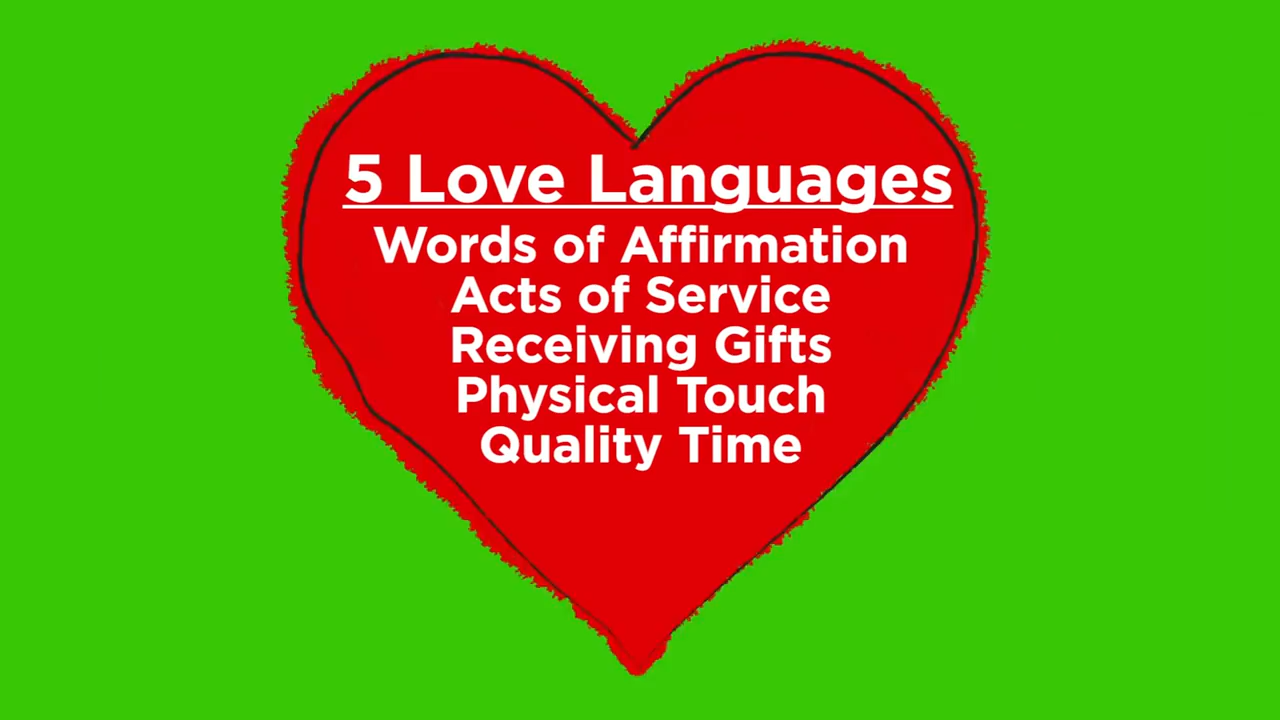 5 Love Languages
Words of Affirmation
Acts of Service
Receiving Gifts
Physical Touch
Quality Time